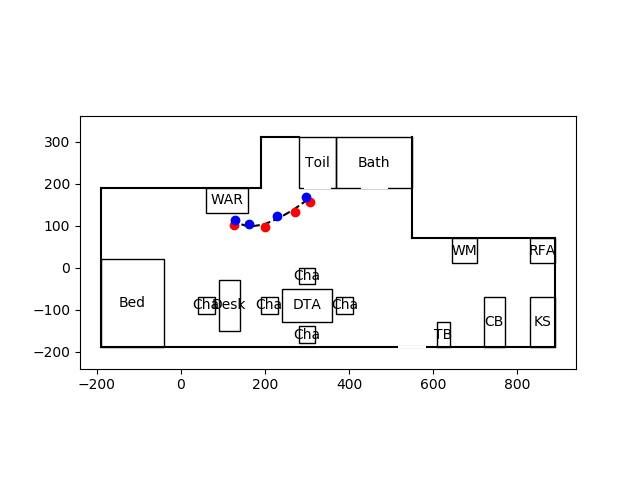 300
200
100
0
−100
−200
−200
0
200
400
600
800
Toil
Bath
WAR
WM
RFA
Cha
Bed
Cha
Desk
Cha
DTA
Cha
CB
KS
Cha
TB